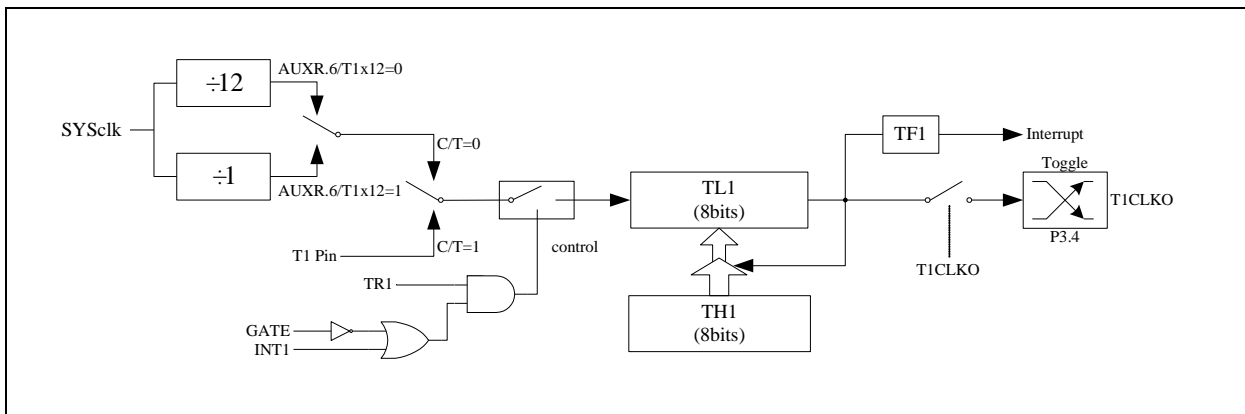 ÷12
AUXR.6/T1x12=0
SYSclk
÷1
AUXR.6/T1x12=1
C/T=0
C/T=1
T1 Pin
control
TR1
GATE
INT1
TL1
(8bits)
TH1
(8bits)
TF1
Interrupt
Toggle
T1CLKO
P3.4
T1CLKO